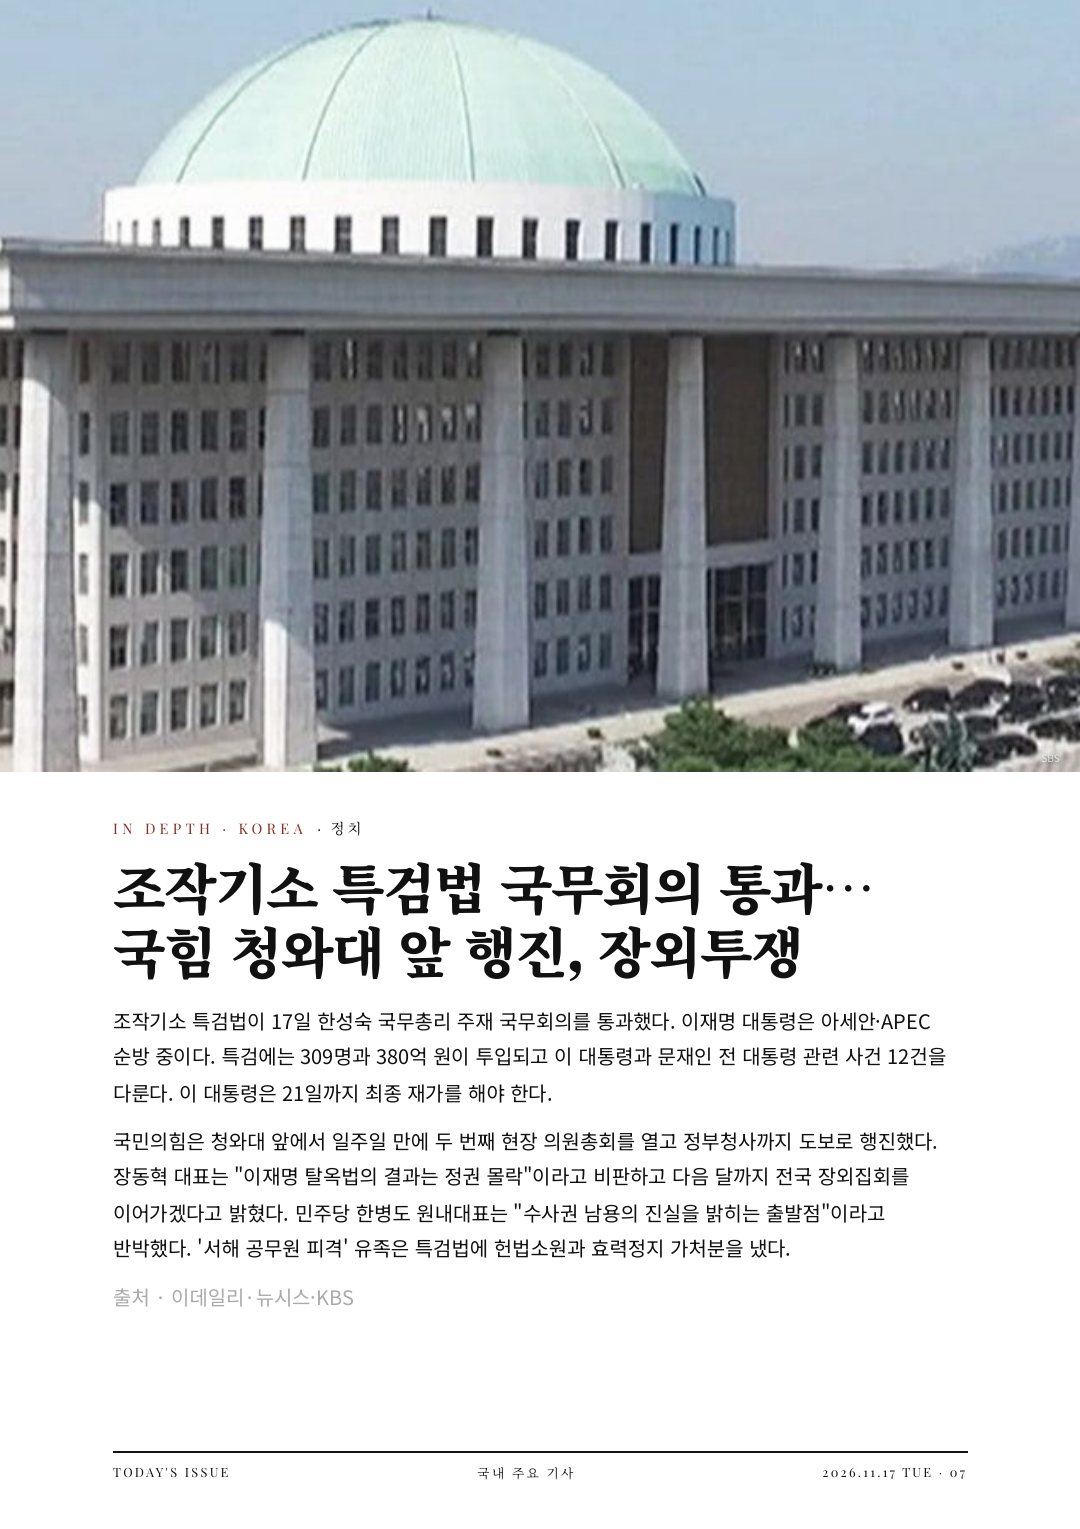 SBS
IN DEPTH · KOREA · 정치
조작기소 특검법 국무회의 통과…
국힘 청와대 앞 행진, 장외투쟁
조작기소 특검법이 17일 한성숙 국무총리 주재 국무회의를 통과했다. 이재명 대통령은 아세안·APEC
순방 중이다. 특검에는 309명과 380억 원이 투입되고 이 대통령과 문재인 전 대통령 관련 사건 12건을
다룬다. 이 대통령은 21일까지 최종 재가를 해야 한다.
국민의힘은 청와대 앞에서 일주일 만에 두 번째 현장 의원총회를 열고 정부청사까지 도보로 행진했다.
장동혁 대표는 "이재명 탈옥법의 결과는 정권 몰락"이라고 비판하고 다음 달까지 전국 장외집회를
이어가겠다고 밝혔다. 민주당 한병도 원내대표는 "수사권 남용의 진실을 밝히는 출발점"이라고
반박했다. '서해 공무원 피격' 유족은 특검법에 헌법소원과 효력정지 가처분을 냈다.
출처 · 이데일리·뉴시스·KBS
TODAY'S ISSUE
국내 주요 기사
2026.11.17 TUE · 07